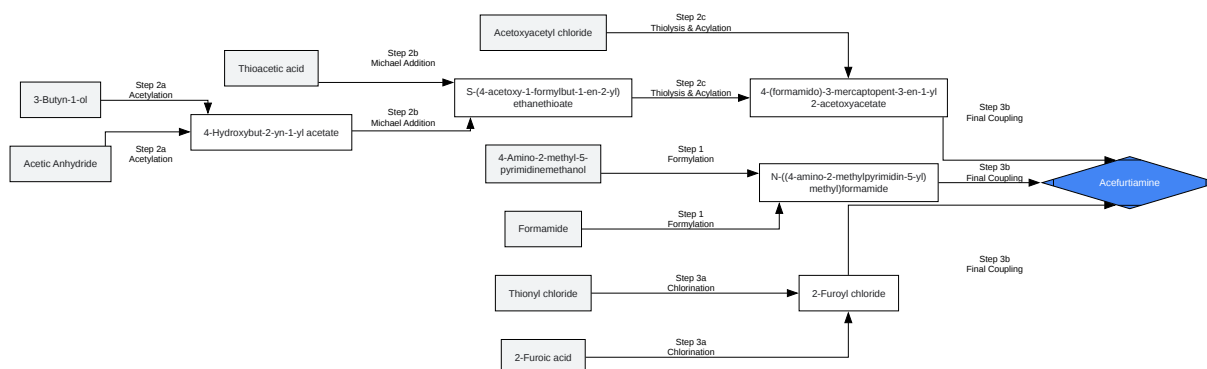 Step 2c
Thiolysis & Acylation
Acetoxyacetyl chloride
Step 2b
Michael Addition
Thioacetic acid
Step 2a
Acetylation
3-Butyn-1-ol
S-(4-acetoxy-1-formylbut-1-en-2-yl)
ethanethioate
Step 2c
Thiolysis & Acylation
4-(formamido)-3-mercaptopent-3-en-1-yl
2-acetoxyacetate
Step 3b
Final Coupling
Step 2b
Michael Addition
4-Hydroxybut-2-yn-1-yl acetate
Step 2a
Acetylation
Acetic Anhydride
4-Amino-2-methyl-5-
pyrimidinemethanol
Step 1
Formylation
N-((4-amino-2-methylpyrimidin-5-yl)
methyl)formamide
Step 3b
Final Coupling
Acefurtiamine
Step 1
Formylation
Formamide
Step 3b
Final Coupling
Thionyl chloride
Step 3a
Chlorination
2-Furoyl chloride
Step 3a
Chlorination
2-Furoic acid